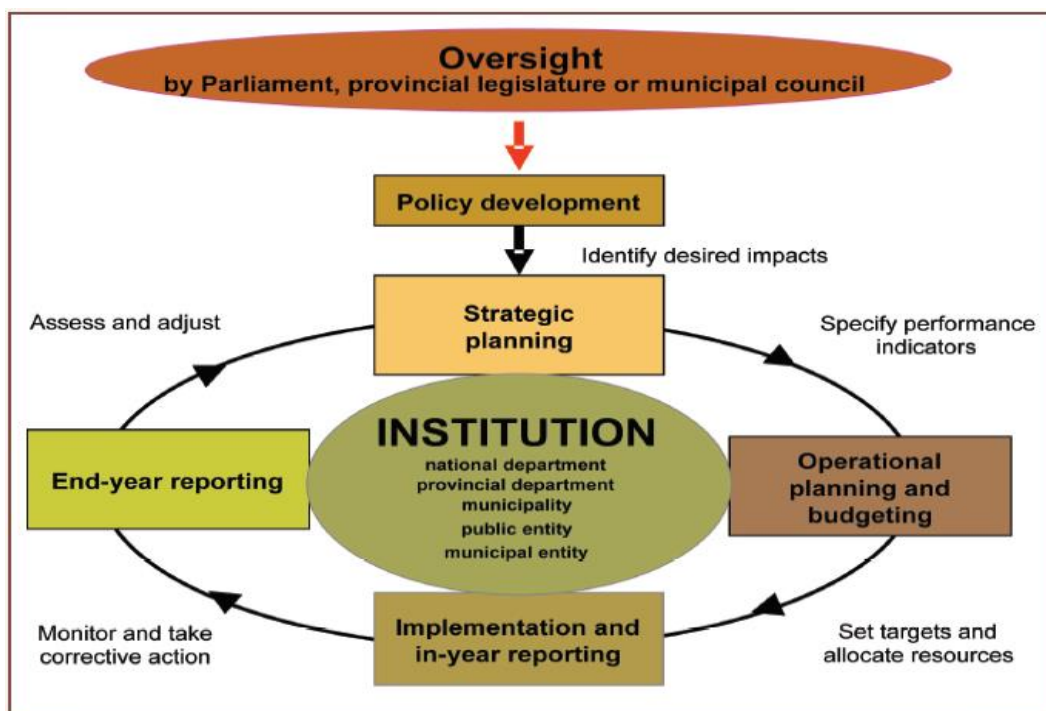 Oversight
by Parliament, provincial legislature or municipal council
Policy development
Identify desired impacts
Strategic
planning
Assess and adjust
Specify performance
indicators
INSTITUTION
national department
provincial department
municipality
public entity
municipal entity
End-year reporting
Operational
planning and
budgeting
Implementation and
in-year reporting
Monitor and take
corrective action
Set targets and
allocate resources